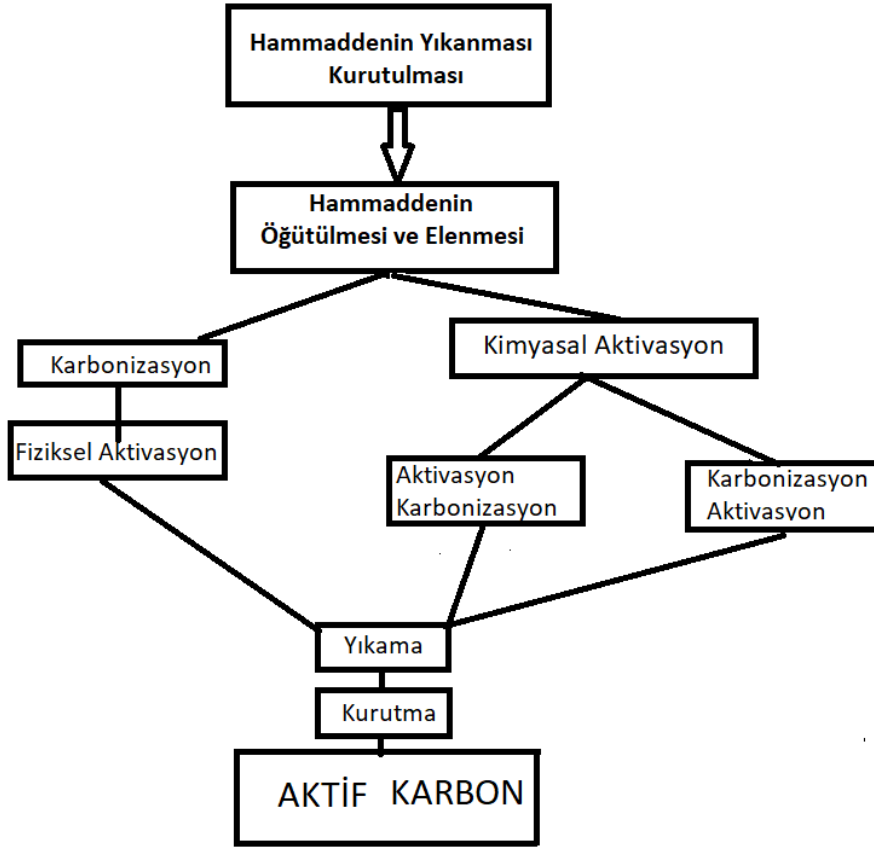 Hammaddenin Yıkanması
Kurutulması
Hammaddenin
Öğütülmesi ve Elenmesi
Karbonizasyon
Kimyasal Aktivasyon
Fiziksel Aktivasyon
Aktivasyon
Karbonizasyon
Karbonizasyon
Aktivasyon
Yıkama
Kurutma
AKTİF KARBON